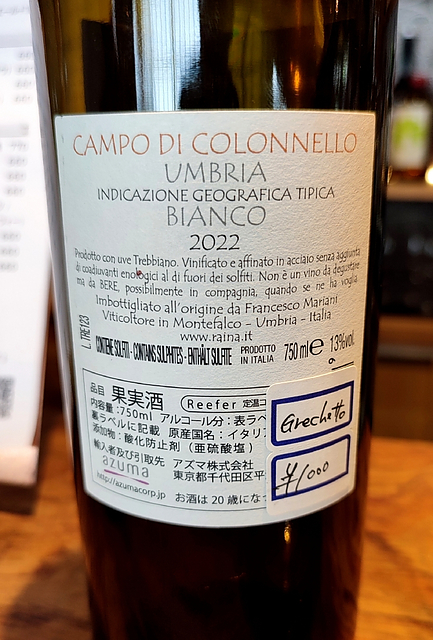 CAMPO DI COLONNELLO
UMBRIA
INDICAZIONE GEOGRAFICA TIPICA
BIANCO
2022
Prodotto con uve Trebbiano. Vinificato e affinato in acciaio senza aggiunta
di coadiuvanti enologici al di fuori dei solfiti. Non è un vino da degustare
ma da BERE, possibilmente in compagnia, quando se ne ha voglia.
Imbottigliato all'origine da Francesco Mariani
Viticoltore in Montefalco - Umbria - Italia
www.raina.it
L.TRE123
CONTIENE SOLFITI - CONTAINS SULPHITES - ENTHÄLT SULFITE
PRODOTTO
IN ITALIA
750 ml e 13%vol.
品目 果実酒 Reefer 定温コ
内容量:750ml アルコール分:表ラベ
裏ラベルに記載 原産国名:イタリ
添加物:酸化防止剤(亜硫酸塩)
輸入者及び引取先
azuma アズマ株式会社
東京都千代田区平
http://azumacorp.jp
お酒は20歳にな
Grechetto
¥1000